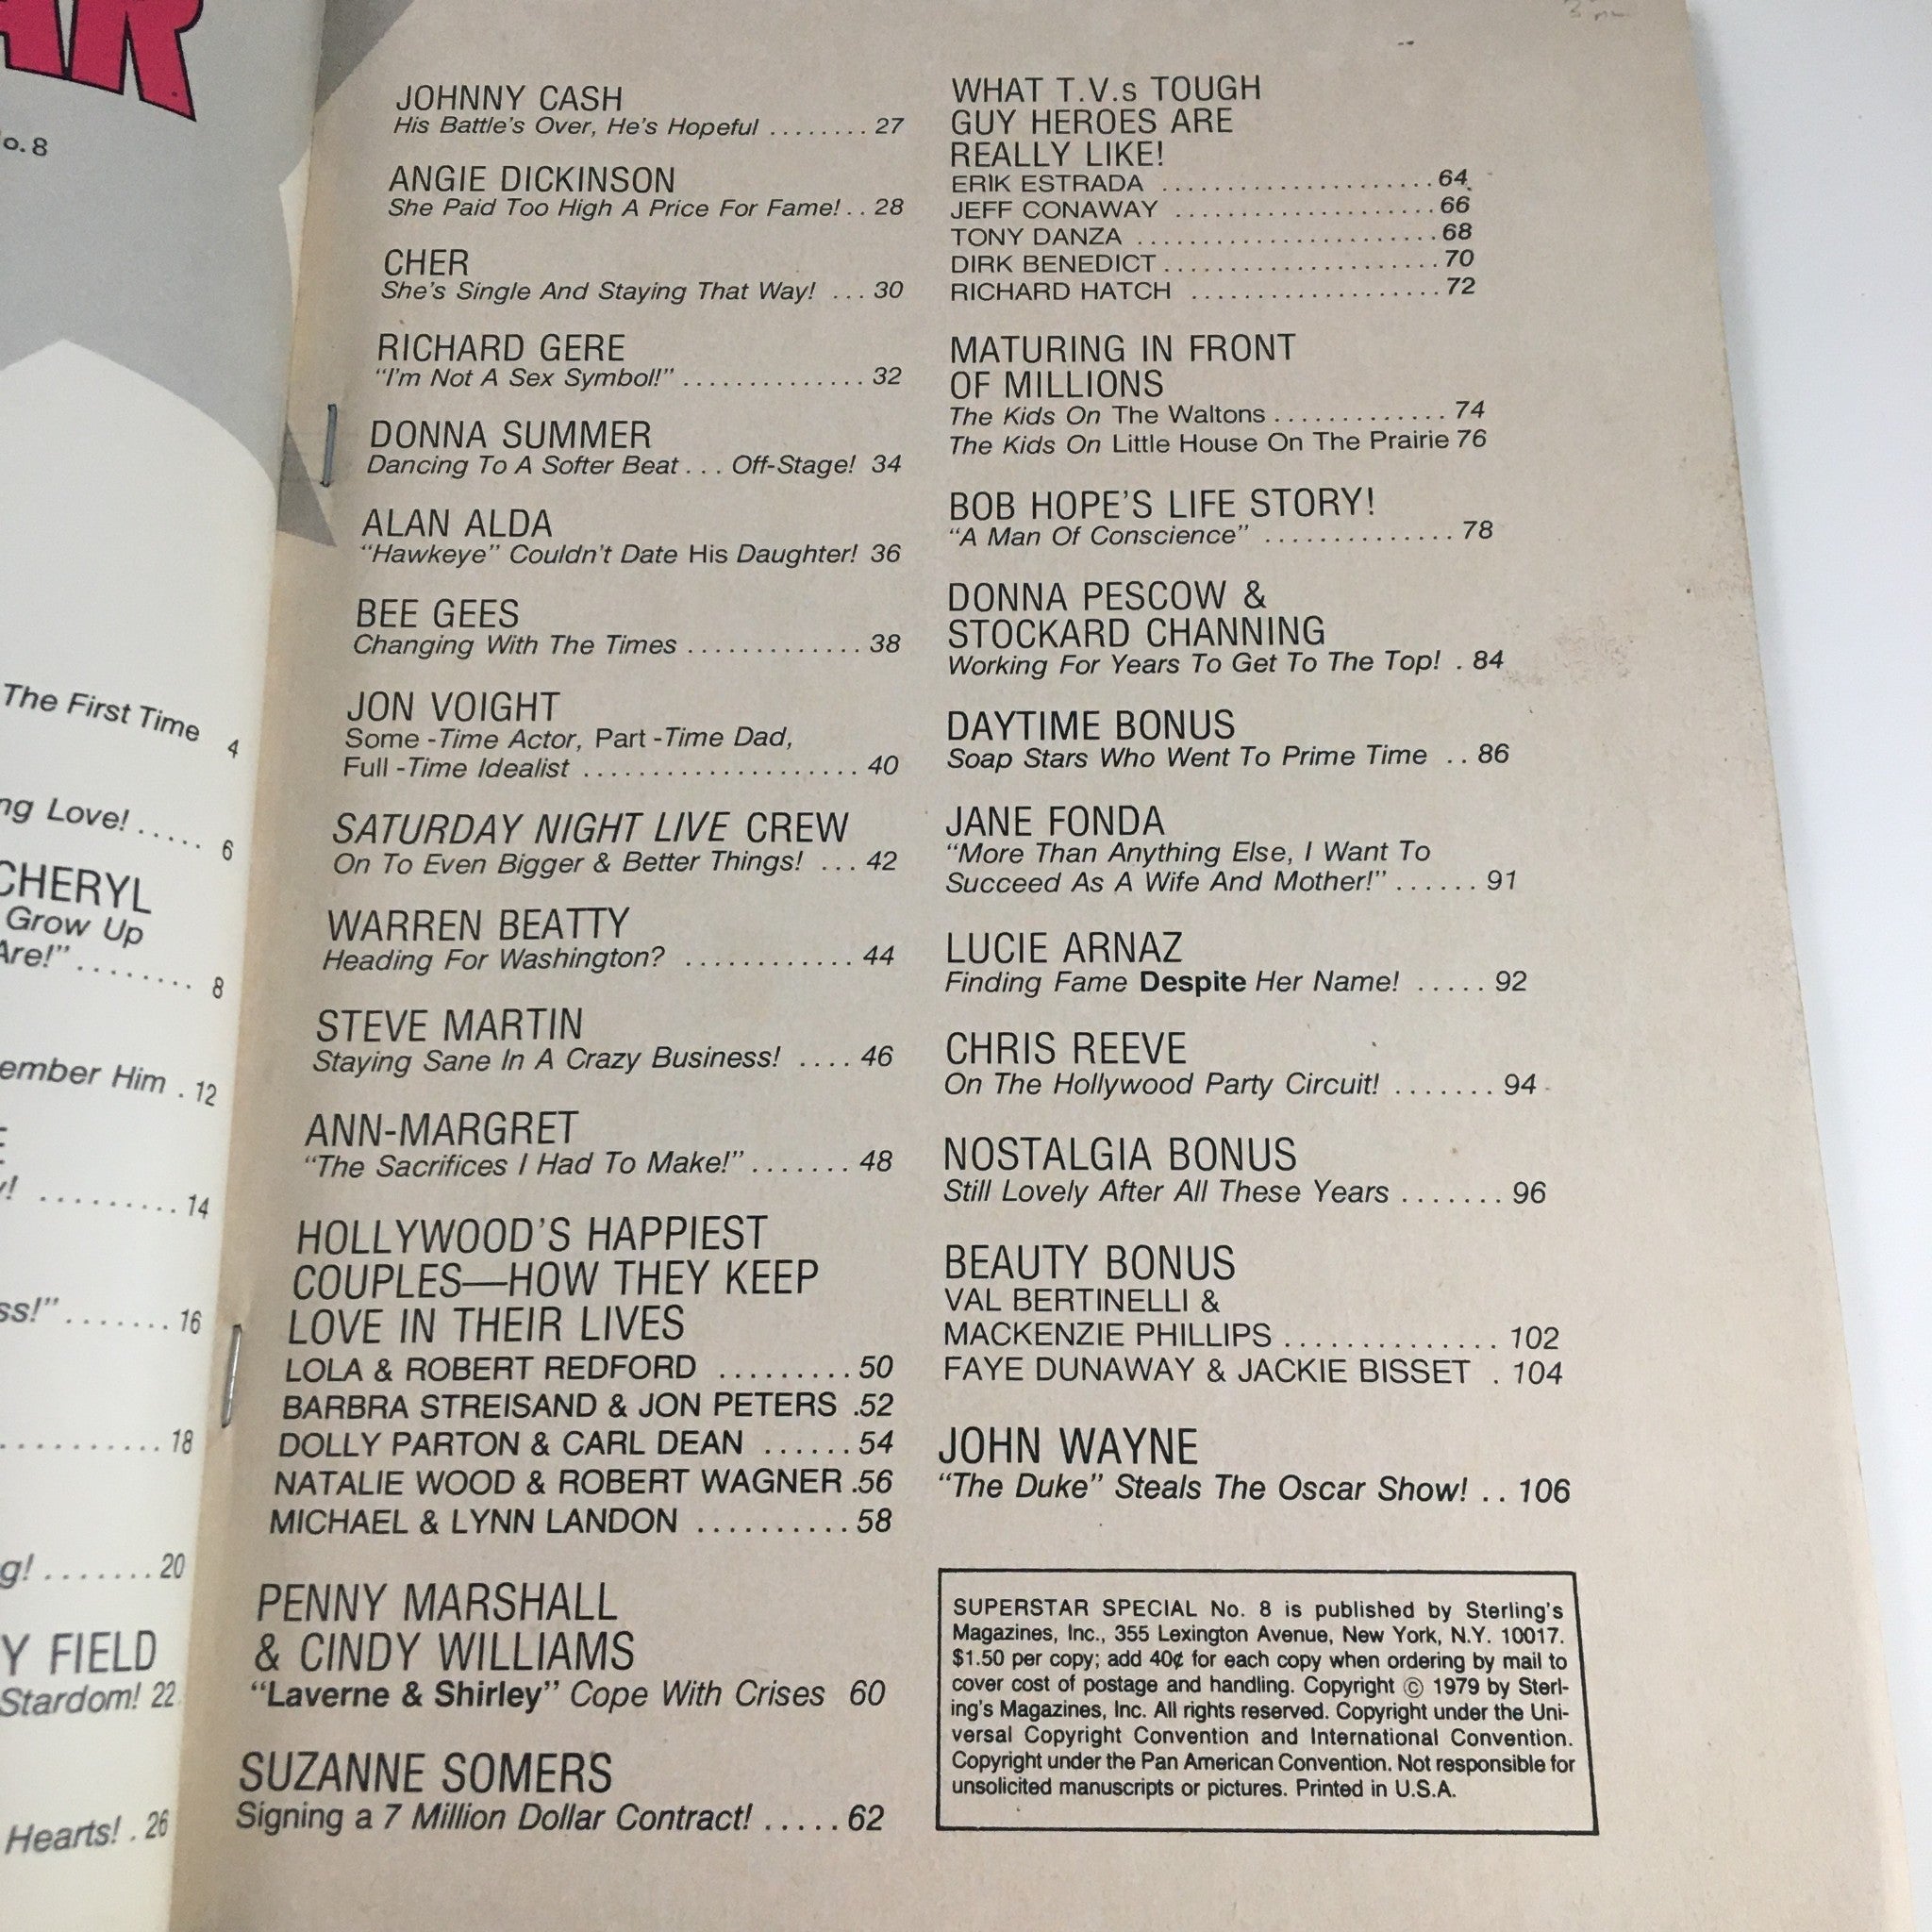 AR
o.8
The First Time 4
ng Love! ..... 6
CHERYL
Grow Up
Are!" ........ 8
ember Him . 12
! ......... 14
ss!" ....... 16
.......... 18
g! ....... 20
Y FIELD
Stardom! 22
Hearts! . 26
JOHNNY CASH
His Battle's Over, He's Hopeful ........ 27
ANGIE DICKINSON
She Paid Too High A Price For Fame! .. 28
CHER
She's Single And Staying That Way! ... 30
RICHARD GERE
"I'm Not A Sex Symbol!" .............. 32
DONNA SUMMER
Dancing To A Softer Beat ... Off-Stage! 34
ALAN ALDA
"Hawkeye" Couldn't Date His Daughter! 36
BEE GEES
Changing With The Times ............. 38
JON VOIGHT
Some -Time Actor, Part -Time Dad,
Full -Time Idealist ..................... 40
SATURDAY NIGHT LIVE CREW
On To Even Bigger & Better Things! ... 42
WARREN BEATTY
Heading For Washington? ............ 44
STEVE MARTIN
Staying Sane In A Crazy Business! .... 46
ANN-MARGRET
"The Sacrifices I Had To Make!" ....... 48
HOLLYWOOD'S HAPPIEST
COUPLES—HOW THEY KEEP
LOVE IN THEIR LIVES
LOLA & ROBERT REDFORD ......... 50
BARBRA STREISAND & JON PETERS .52
DOLLY PARTON & CARL DEAN ...... 54
NATALIE WOOD & ROBERT WAGNER .56
MICHAEL & LYNN LANDON .......... 58
PENNY MARSHALL
& CINDY WILLIAMS
"Laverne & Shirley" Cope With Crises 60
SUZANNE SOMERS
Signing a 7 Million Dollar Contract! ..... 62
WHAT T.V.s TOUGH
GUY HEROES ARE
REALLY LIKE!
ERIK ESTRADA ..................... 64
JEFF CONAWAY .................... 66
TONY DANZA ....................... 68
DIRK BENEDICT ..................... 70
RICHARD HATCH ................... 72
MATURING IN FRONT
OF MILLIONS
The Kids On The Waltons ............. 74
The Kids On Little House On The Prairie 76
BOB HOPE'S LIFE STORY!
"A Man Of Conscience" .............. 78
DONNA PESCOW &
STOCKARD CHANNING
Working For Years To Get To The Top! . 84
DAYTIME BONUS
Soap Stars Who Went To Prime Time .. 86
JANE FONDA
"More Than Anything Else, I Want To
Succeed As A Wife And Mother!" ...... 91
LUCIE ARNAZ
Finding Fame Despite Her Name! ..... 92
CHRIS REEVE
On The Hollywood Party Circuit! ....... 94
NOSTALGIA BONUS
Still Lovely After All These Years ....... 96
BEAUTY BONUS
VAL BERTINELLI &
MACKENZIE PHILLIPS .............. 102
FAYE DUNAWAY & JACKIE BISSET . 104
JOHN WAYNE
"The Duke" Steals The Oscar Show! .. 106
SUPERSTAR SPECIAL No. 8 is published by Sterling's
Magazines, Inc., 355 Lexington Avenue, New York, N.Y. 10017.
$1.50 per copy; add 40¢ for each copy when ordering by mail to
cover cost of postage and handling. Copyright © 1979 by Sterl-
ing's Magazines, Inc. All rights reserved. Copyright under the Uni-
versal Copyright Convention and International Convention.
Copyright under the Pan American Convention. Not responsible for
unsolicited manuscripts or pictures. Printed in U.S.A.